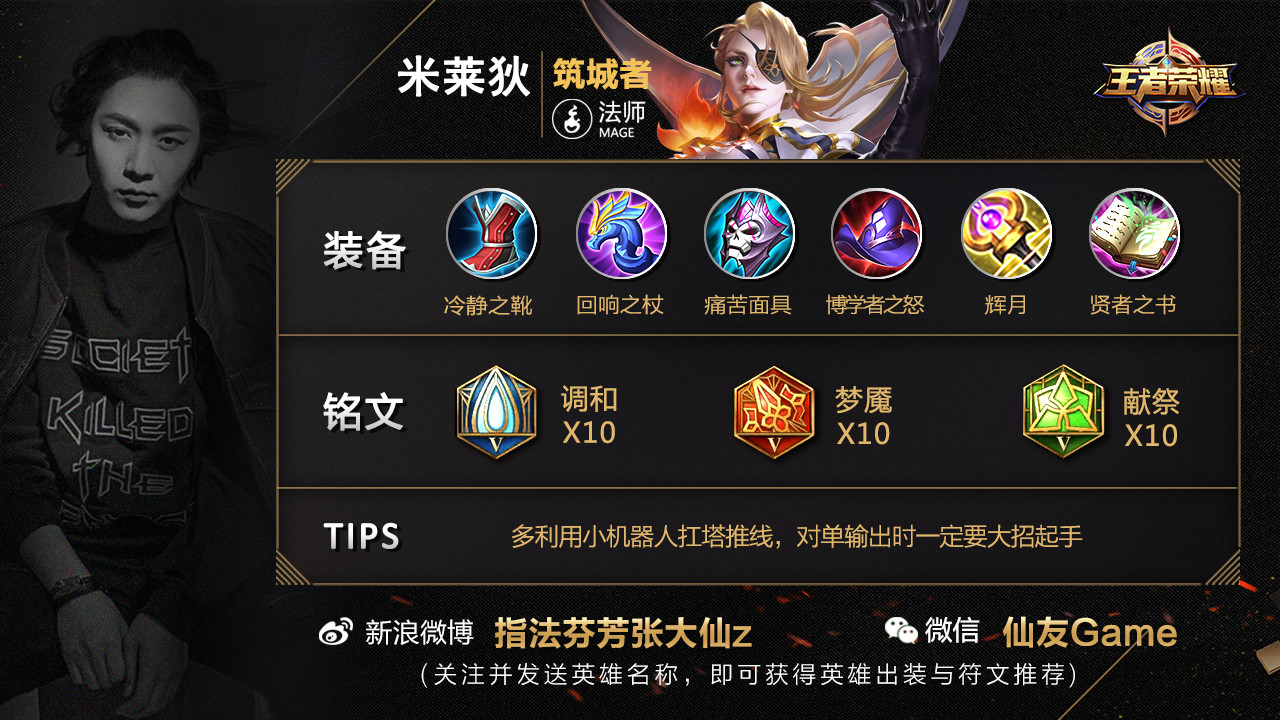 米莱狄
筑城者
法师
MAGE
王者荣耀
装备
冷静之靴
回响之杖
痛苦面具
博学者之怒
辉月
贤者之书
铭文
V
调和
X10
V
梦魇
X10
V
献祭
X10
TIPS
多利用小机器人扛塔推线，对单输出时一定要大招起手
SOCIET
KILLED
THE
新浪微博 指法芬芳张大仙z
微信 仙友Game
（关注并发送英雄名称，即可获得英雄出装与符文推荐）